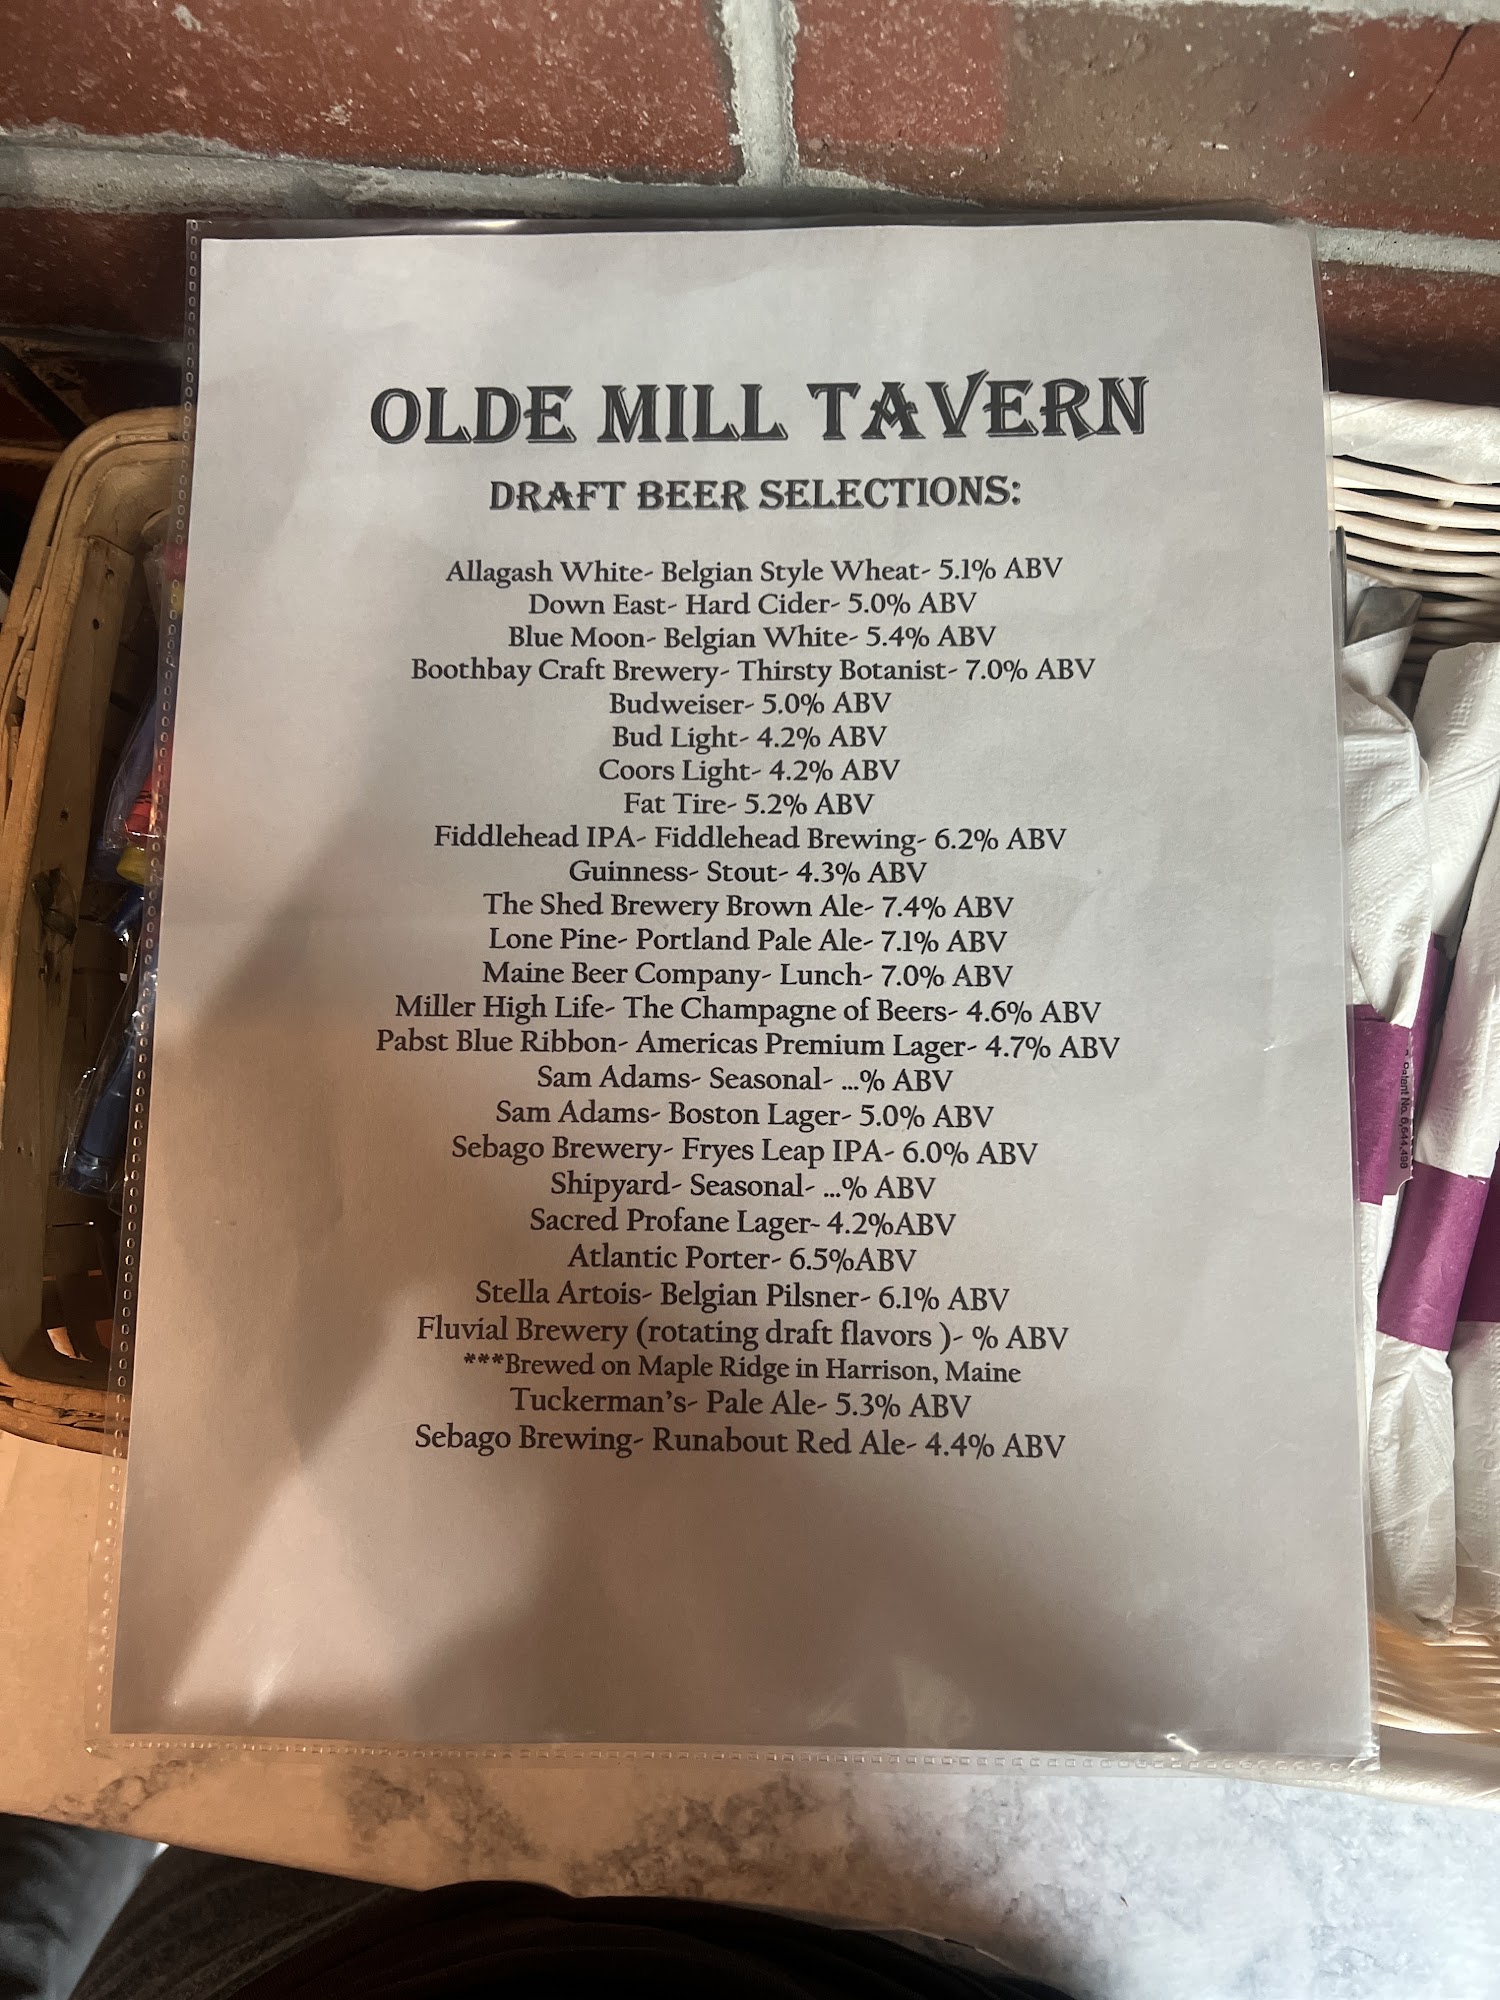 OLDE MILL TAVERN
DRAFT BEER SELECTIONS:
Allagash White- Belgian Style Wheat- 5.1% ABV
Down East- Hard Cider- 5.0% ABV
Blue Moon- Belgian White- 5.4% ABV
Boothbay Craft Brewery- Thirsty Botanist- 7.0% ABV
Budweiser- 5.0% ABV
Bud Light- 4.2% ABV
Coors Light- 4.2% ABV
Fat Tire- 5.2% ABV
Fiddlehead IPA- Fiddlehead Brewing- 6.2% ABV
Guinness- Stout- 4.3% ABV
The Shed Brewery Brown Ale- 7.4% ABV
Lone Pine- Portland Pale Ale- 7.1% ABV
Maine Beer Company- Lunch- 7.0% ABV
Miller High Life- The Champagne of Beers- 4.6% ABV
Pabst Blue Ribbon- Americas Premium Lager- 4.7% ABV
Sam Adams- Seasonal- ...% ABV
Sam Adams- Boston Lager- 5.0% ABV
Sebago Brewery- Fryes Leap IPA- 6.0% ABV
Shipyard- Seasonal- ...% ABV
Sacred Profane Lager- 4.2%ABV
Atlantic Porter- 6.5%ABV
Stella Artois- Belgian Pilsner- 6.1% ABV
Fluvial Brewery (rotating draft flavors )- % ABV
***Brewed on Maple Ridge in Harrison, Maine
Tuckerman's- Pale Ale- 5.3% ABV
Sebago Brewing- Runabout Red Ale- 4.4% ABV
Patent No. 6,644,498